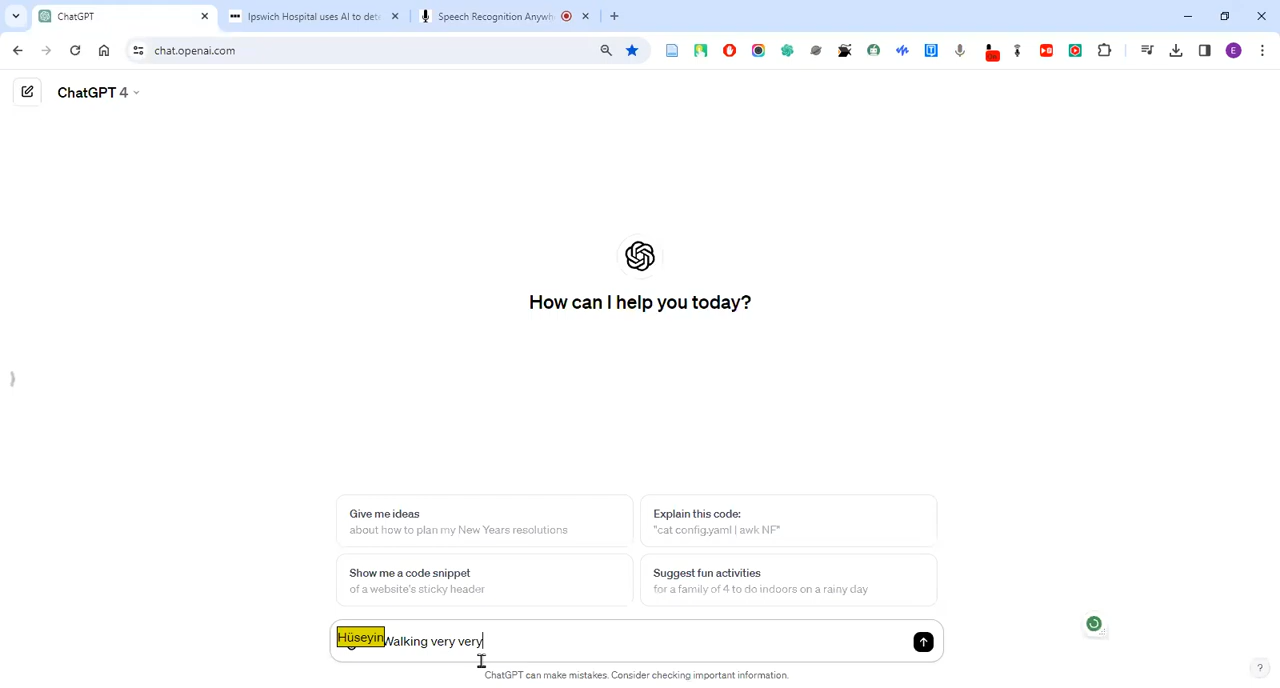 ChatGPT
Ipswich Hospital uses AI to det
Speech Recognition Anywh
chat.openai.com
E
ChatGPT 4
How can I help you today?
Give me ideas
about how to plan my New Years resolutions
Explain this code:
"cat config.yaml | awk NF"
Show me a code snippet
of a website's sticky header
Suggest fun activities
for a family of 4 to do indoors on a rainy day
Hüseyin Walking very very
ChatGPT can make mistakes. Consider checking important information.
?